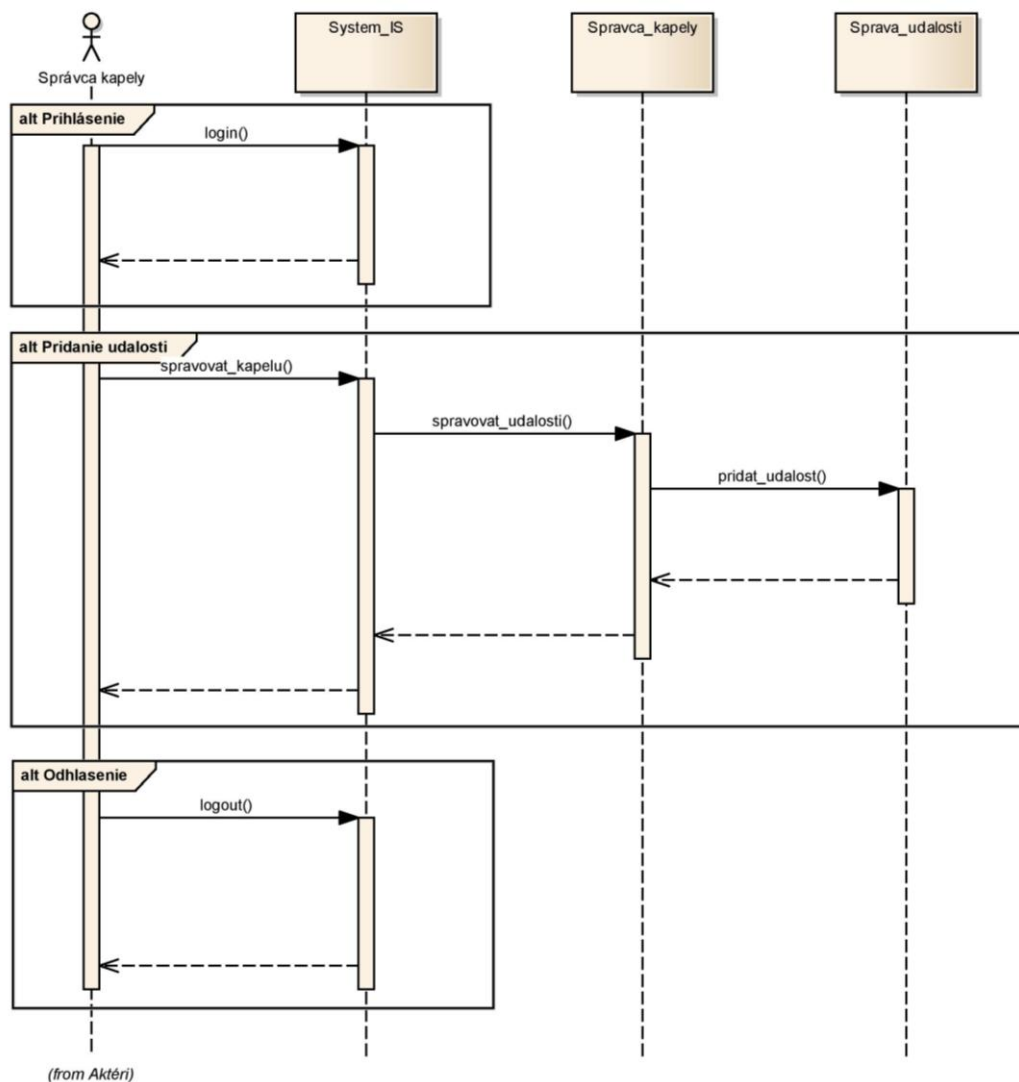 System_IS
Spravca_kapely
Sprava_udalosti
Správca kapely
alt Prihlásenie
login()
alt Pridanie udalosti
spravovat_kapelu()
spravovat_udalosti()
pridat_udalost()
alt Odhlasenie
logout()
(from Aktéri)